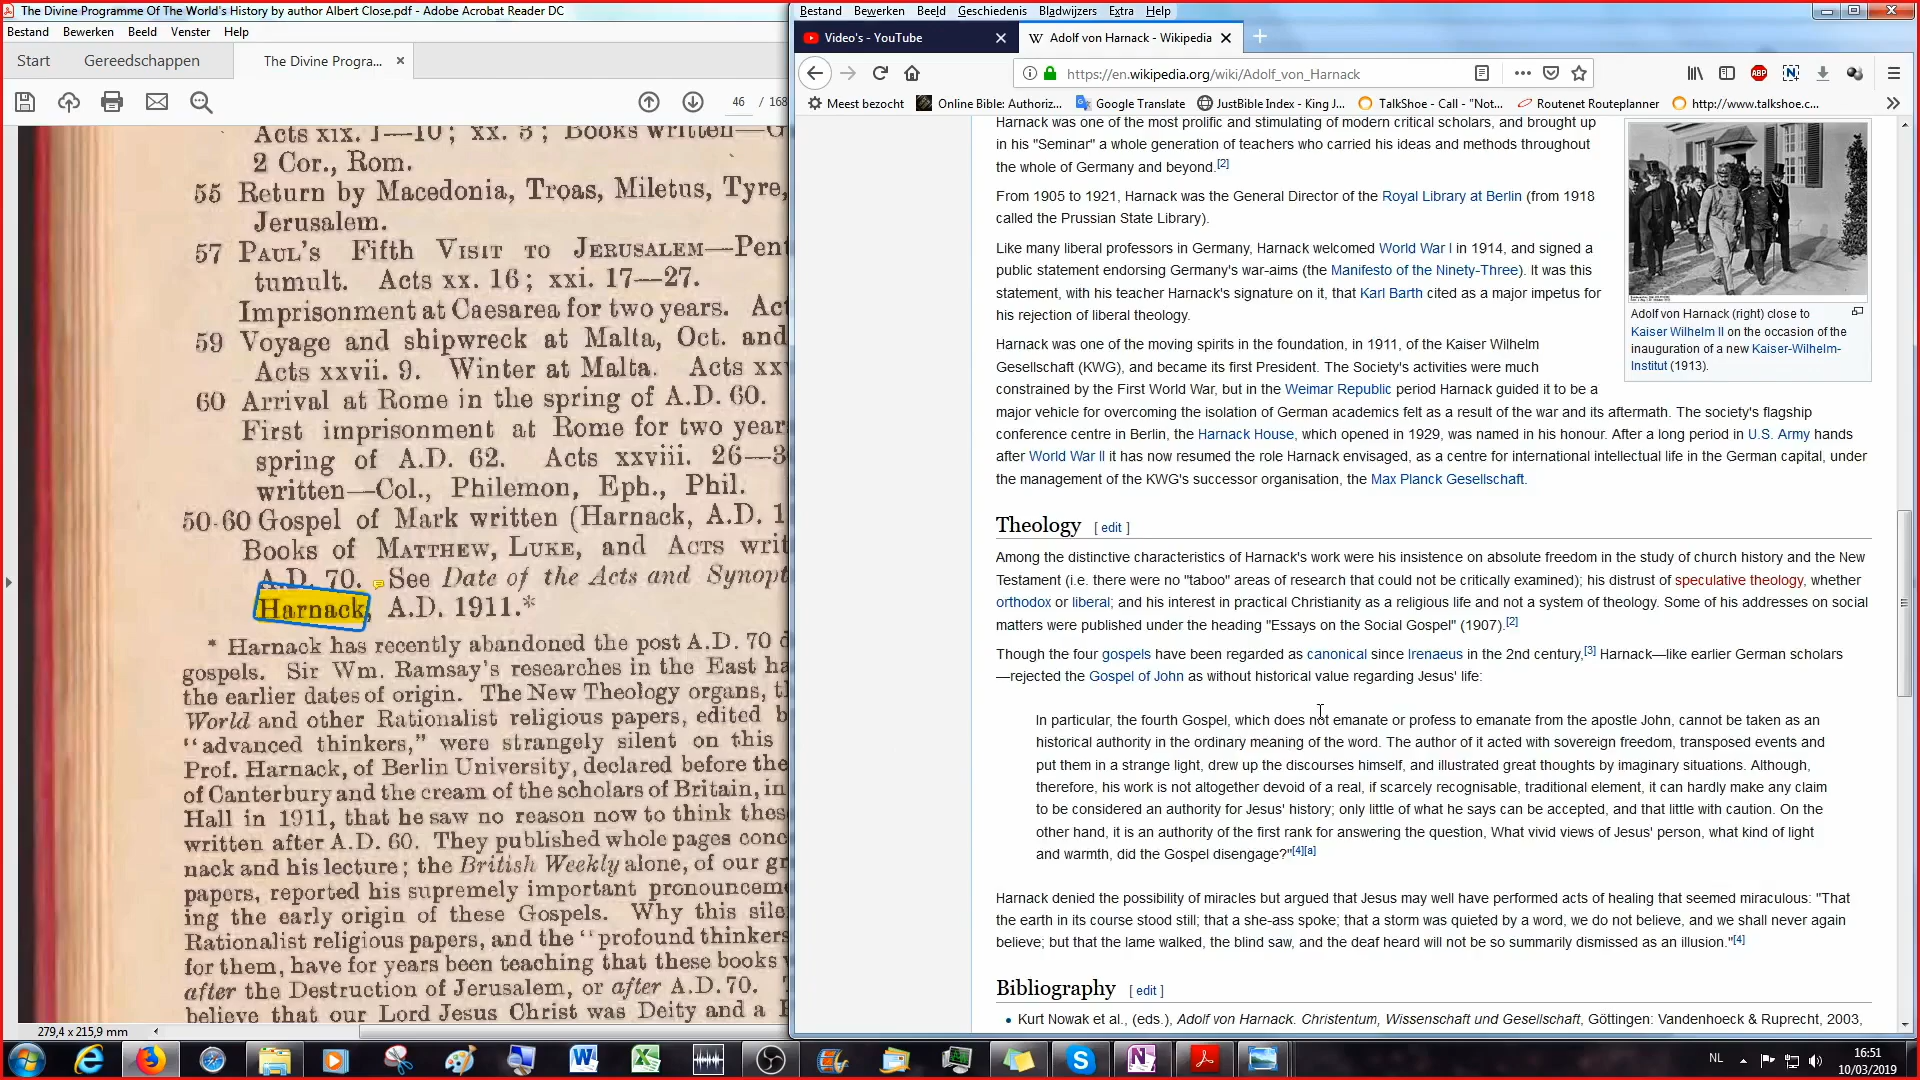 The Divine Programme Of The World's History by author Albert Close.pdf - Adobe Acrobat Reader DC
Bestand Bewerken Beeld Venster Help
Start Gereedschappen The Divine Progra... ×
46 / 168
Acts xix. 1—10; xx. 3; Books written—G
2 Cor., Rom.
55 Return by Macedonia, Troas, Miletus, Tyre,
Jerusalem.
57 Paul's Fifth Visit to Jerusalem—Pent
tumult. Acts xx. 16; xxi. 17—27.
Imprisonment at Caesarea for two years. Act
59 Voyage and shipwreck at Malta, Oct. and
Acts xxvii. 9. Winter at Malta. Acts xxv
60 Arrival at Rome in the spring of A.D. 60.
First imprisonment at Rome for two year
spring of A.D. 62. Acts xxviii. 26—3
written—Col., Philemon, Eph., Phil.
50-60 Gospel of Mark written (Harnack, A.D. 1
Books of Matthew, Luke, and Acts writ
A.D. 70. See Date of the Acts and Synopt
Harnack, A.D. 1911.*
* Harnack has recently abandoned the post A.D. 70 d
gospels. Sir Wm. Ramsay's researches in the East ha
the earlier dates of origin. The New Theology organs, t
World and other Rationalist religious papers, edited b
"advanced thinkers," were strangely silent on this
Prof. Harnack, of Berlin University, declared before the
of Canterbury and the cream of the scholars of Britain, in
Hall in 1911, that he saw no reason now to think these
written after A.D. 60. They published whole pages conc
nack and his lecture; the British Weekly alone, of our gr
papers, reported his supremely important pronouncem
ing the early origin of these Gospels. Why this sile
Rationalist religious papers, and the "profound thinkers
for them, have for years been teaching that these books w
after the Destruction of Jerusalem, or after A.D. 70.
believe that our Lord Jesus Christ was Deity and a P
279,4 x 215,9 mm
Bestand Bewerken Beeld Geschiedenis Bladwijzers Extra Help
Video's - YouTube × Adolf von Harnack - Wikipedia ×
https://en.wikipedia.org/wiki/Adolf_von_Harnack
Meest bezocht Online Bible: Authoriz... Google Translate JustBible Index - King J... TalkShoe - Call - "Not... Routenet Routeplanner http://www.talkshoe.c...
Harnack was one of the most prolific and stimulating of modern critical scholars, and brought up
in his "Seminar" a whole generation of teachers who carried his ideas and methods throughout
the whole of Germany and beyond.[2]
From 1905 to 1921, Harnack was the General Director of the Royal Library at Berlin (from 1918
called the Prussian State Library).
Like many liberal professors in Germany, Harnack welcomed World War I in 1914, and signed a
public statement endorsing Germany's war-aims (the Manifesto of the Ninety-Three). It was this
statement, with his teacher Harnack's signature on it, that Karl Barth cited as a major impetus for
his rejection of liberal theology.
Adolf von Harnack (right) close to
Kaiser Wilhelm II on the occasion of the
inauguration of a new Kaiser-Wilhelm-
Institut (1913).
Harnack was one of the moving spirits in the foundation, in 1911, of the Kaiser Wilhelm
Gesellschaft (KWG), and became its first President. The Society's activities were much
constrained by the First World War, but in the Weimar Republic period Harnack guided it to be a
major vehicle for overcoming the isolation of German academics felt as a result of the war and its aftermath. The society's flagship
conference centre in Berlin, the Harnack House, which opened in 1929, was named in his honour. After a long period in U.S. Army hands
after World War II it has now resumed the role Harnack envisaged, as a centre for international intellectual life in the German capital, under
the management of the KWG's successor organisation, the Max Planck Gesellschaft.
Theology [ edit ]
Among the distinctive characteristics of Harnack's work were his insistence on absolute freedom in the study of church history and the New
Testament (i.e. there were no "taboo" areas of research that could not be critically examined); his distrust of speculative theology, whether
orthodox or liberal; and his interest in practical Christianity as a religious life and not a system of theology. Some of his addresses on social
matters were published under the heading "Essays on the Social Gospel" (1907).[2]
Though the four gospels have been regarded as canonical since Irenaeus in the 2nd century,[3] Harnack—like earlier German scholars
—rejected the Gospel of John as without historical value regarding Jesus' life:
In particular, the fourth Gospel, which does not emanate or profess to emanate from the apostle John, cannot be taken as an
historical authority in the ordinary meaning of the word. The author of it acted with sovereign freedom, transposed events and
put them in a strange light, drew up the discourses himself, and illustrated great thoughts by imaginary situations. Although,
therefore, his work is not altogether devoid of a real, if scarcely recognisable, traditional element, it can hardly make any claim
to be considered an authority for Jesus' history; only little of what he says can be accepted, and that little with caution. On the
other hand, it is an authority of the first rank for answering the question, What vivid views of Jesus' person, what kind of light
and warmth, did the Gospel disengage?"[4][a]
Harnack denied the possibility of miracles but argued that Jesus may well have performed acts of healing that seemed miraculous: "That
the earth in its course stood still; that a she-ass spoke; that a storm was quieted by a word, we do not believe, and we shall never again
believe; but that the lame walked, the blind saw, and the deaf heard will not be so summarily dismissed as an illusion."[4]
Bibliography [ edit ]
Kurt Nowak et al., (eds.), Adolf von Harnack. Christentum, Wissenschaft und Gesellschaft, Göttingen: Vandenhoeck & Ruprecht, 2003,
NL
16:51
10/03/2019